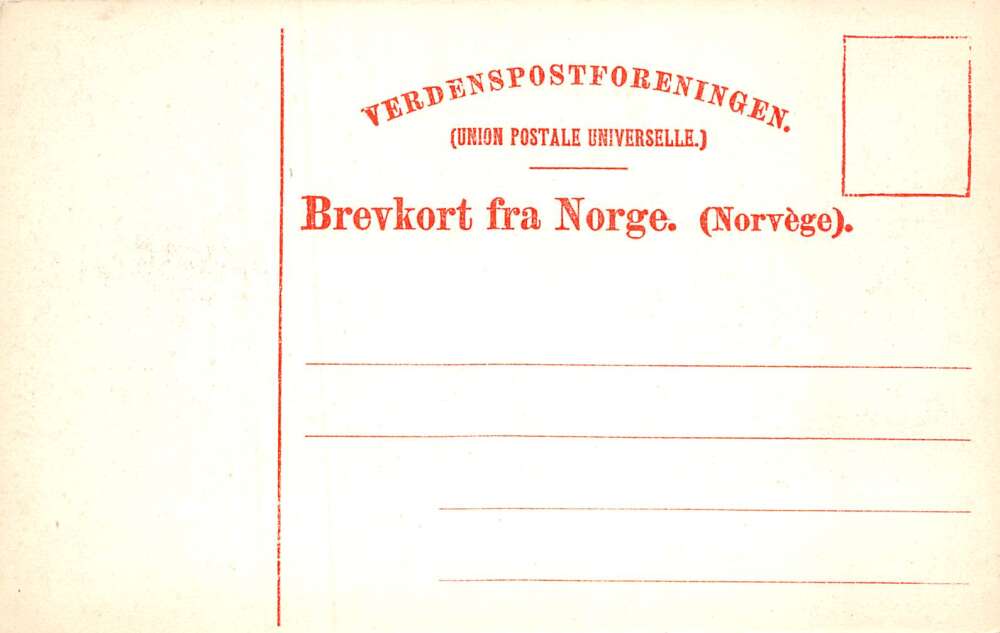 VERDENSPOSTFORENINGEN.
(UNION POSTALE UNIVERSELLE.)
Brevkort fra Norge. (Norvège).